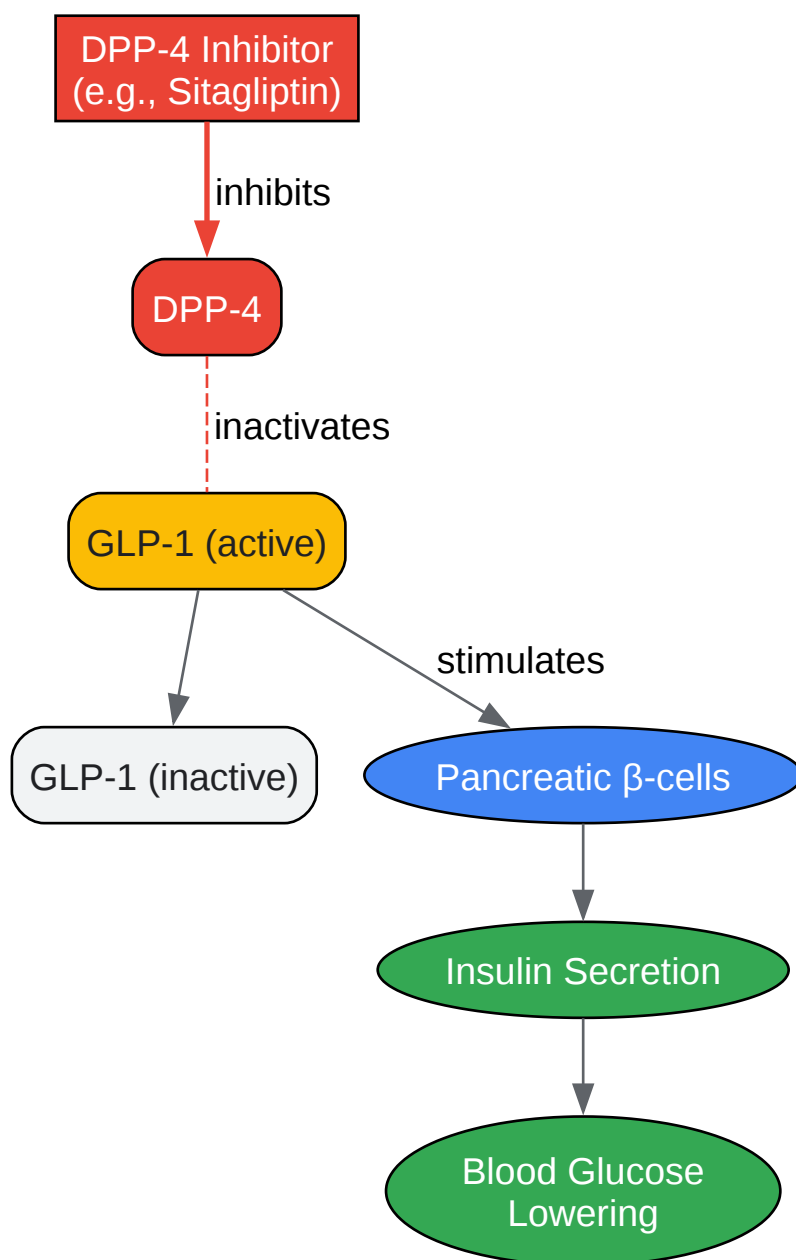 DPP-4 Inhibitor
(e.g., Sitagliptin)
inhibits
DPP-4
inactivates
GLP-1 (active)
stimulates
GLP-1 (inactive)
Pancreatic β-cells
Insulin Secretion
Blood Glucose
Lowering